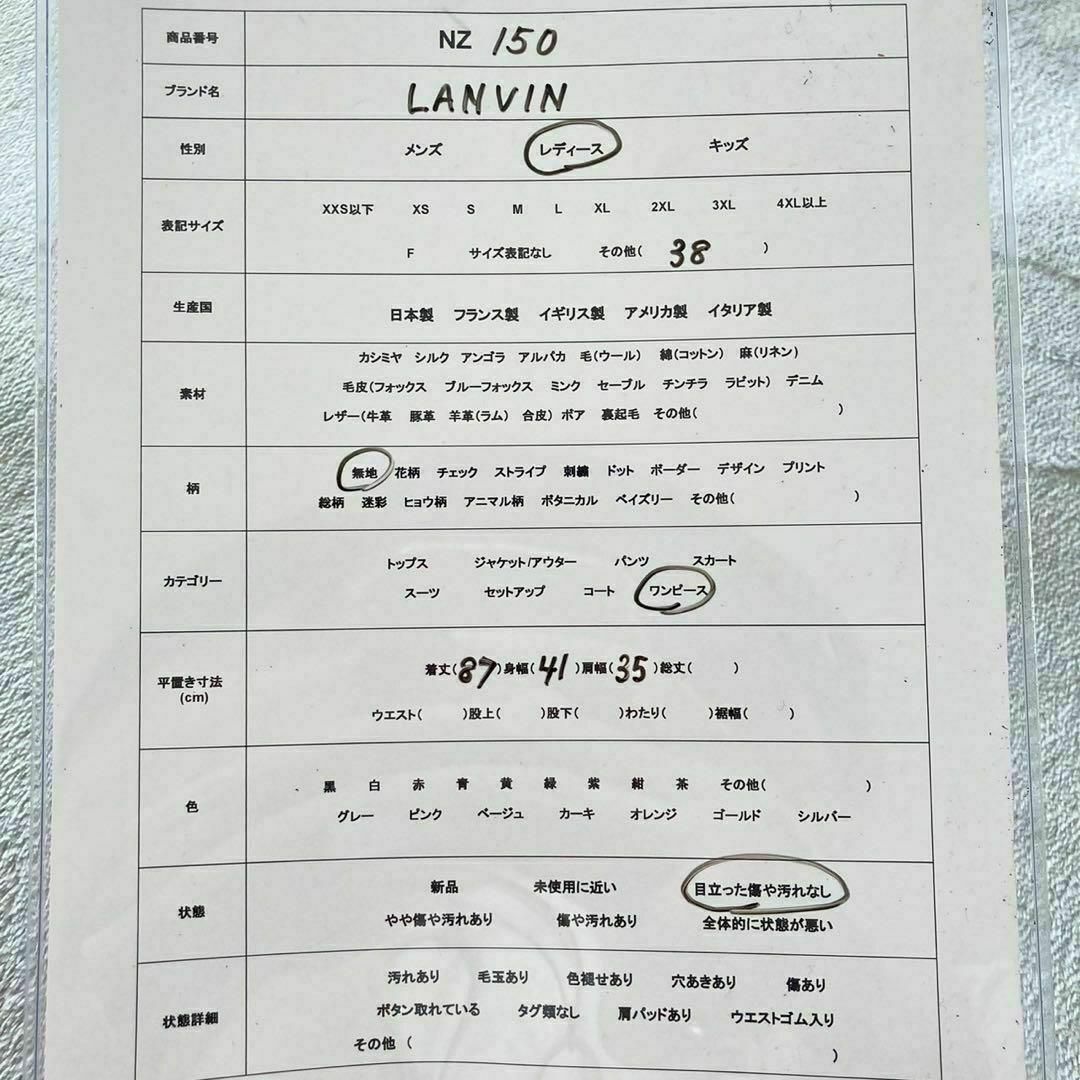 商品番号 NZ 150
ブランド名 LANVIN
性別 メンズ レディース キッズ
XXS以下 XS S M L XL 2XL 3XL 4XL以上
表記サイズ
F サイズ表記なし その他( 38 )
生産国 日本製 フランス製 イギリス製 アメリカ製 イタリア製
カシミヤ シルク アンゴラ アルパカ 毛(ウール) 綿(コットン) 麻(リネン)
素材 毛皮(フォックス ブルーフォックス ミンク セーブル チンチラ ラビット) デニム
レザー(牛革 豚革 羊革(ラム) 合皮) ボア 裏起毛 その他( )
柄 無地 花柄 チェック ストライプ 刺繍 ドット ボーダー デザイン プリント
総柄 迷彩 ヒョウ柄 アニマル柄 ボタニカル ペイズリー その他( )
トップス ジャケット/アウター パンツ スカート
カテゴリー
スーツ セットアップ コート ワンピース
着丈(87)身幅(41)肩幅(35)総丈( )
平置き寸法
(cm)
ウエスト( )股上( )股下( )わたり( )裾幅( )
黒 白 赤 青 黄 緑 紫 紺 茶 その他( )
色
グレー ピンク ベージュ カーキ オレンジ ゴールド シルバー
新品 未使用に近い 目立った傷や汚れなし
状態
やや傷や汚れあり 傷や汚れあり 全体的に状態が悪い
汚れあり 毛玉あり 色褪せあり 穴あきあり 傷あり
状態詳細 ボタン取れている タグ類なし 肩パッドあり ウエストゴム入り
その他 ( )